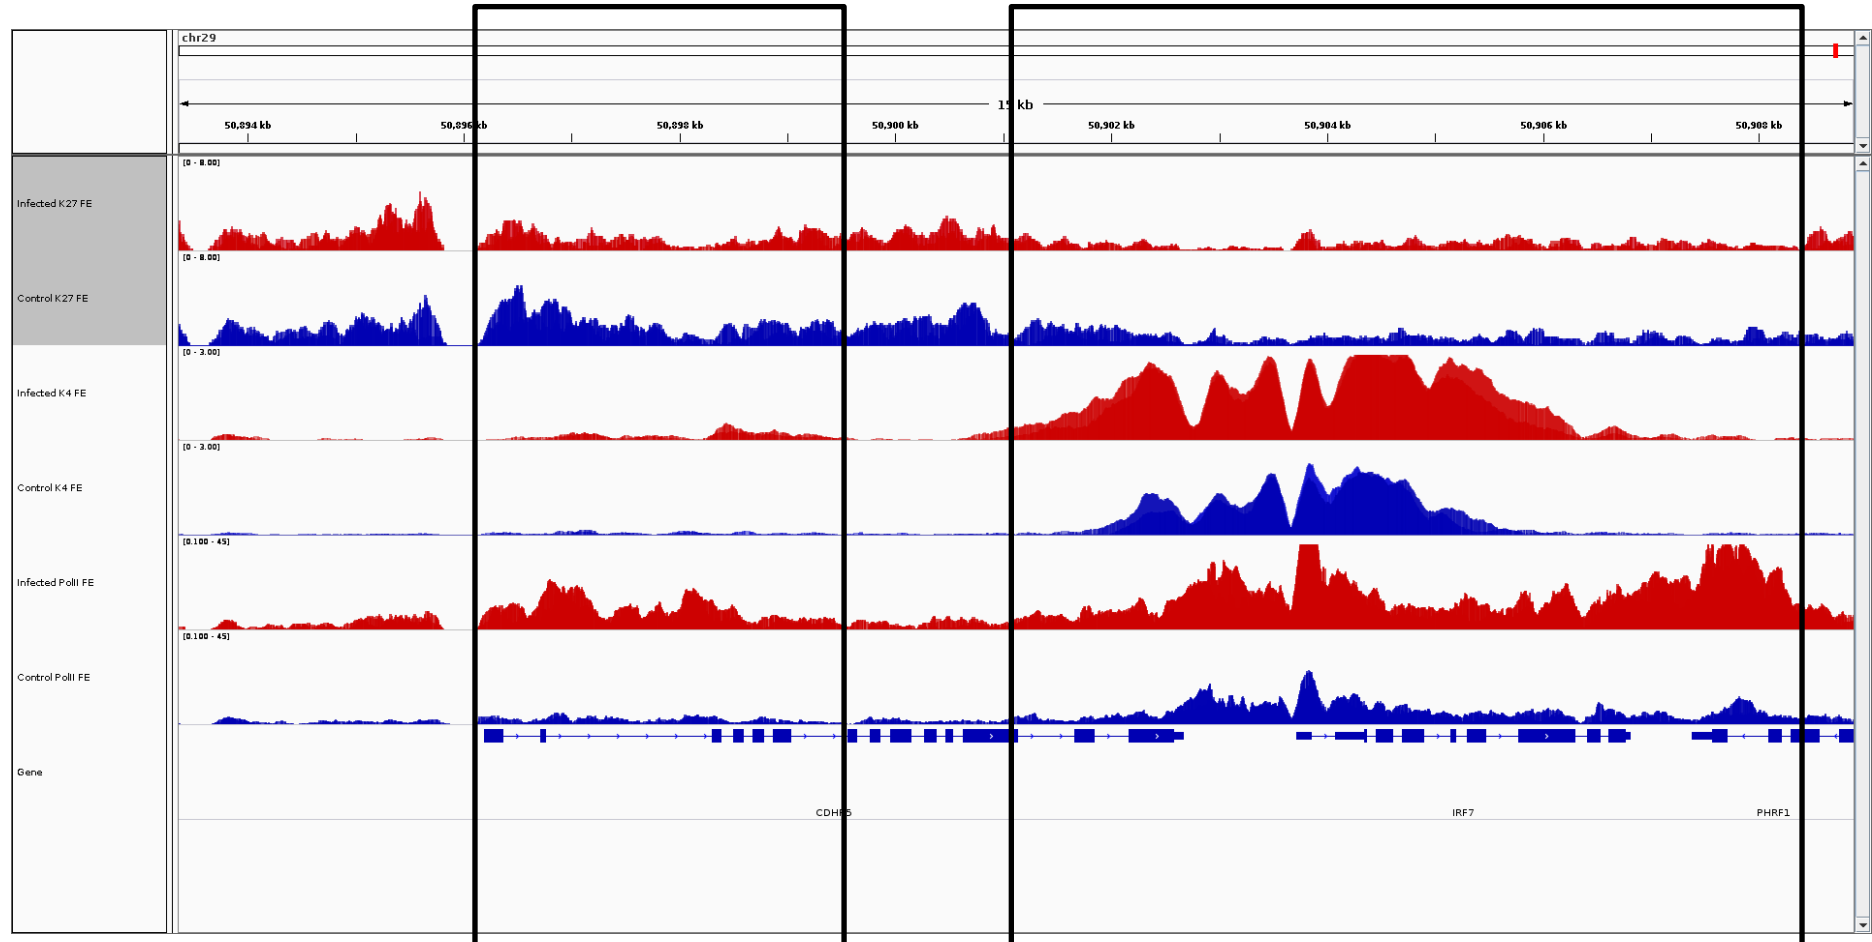 chr29
15 kb
50,894 kb 50,896 kb 50,898 kb 50,900 kb 50,902 kb 50,904 kb 50,906 kb 50,908 kb
[0 - 8.00]
Infected K27 FE
[0 - 8.00]
Control K27 FE
[0 - 3.00]
Infected K4 FE
[0 - 3.00]
Control K4 FE
[0.100 - 45]
Infected PolII FE
[0.100 - 45]
Control PolII FE
Gene
CDHR5 IRF7 PHRF1